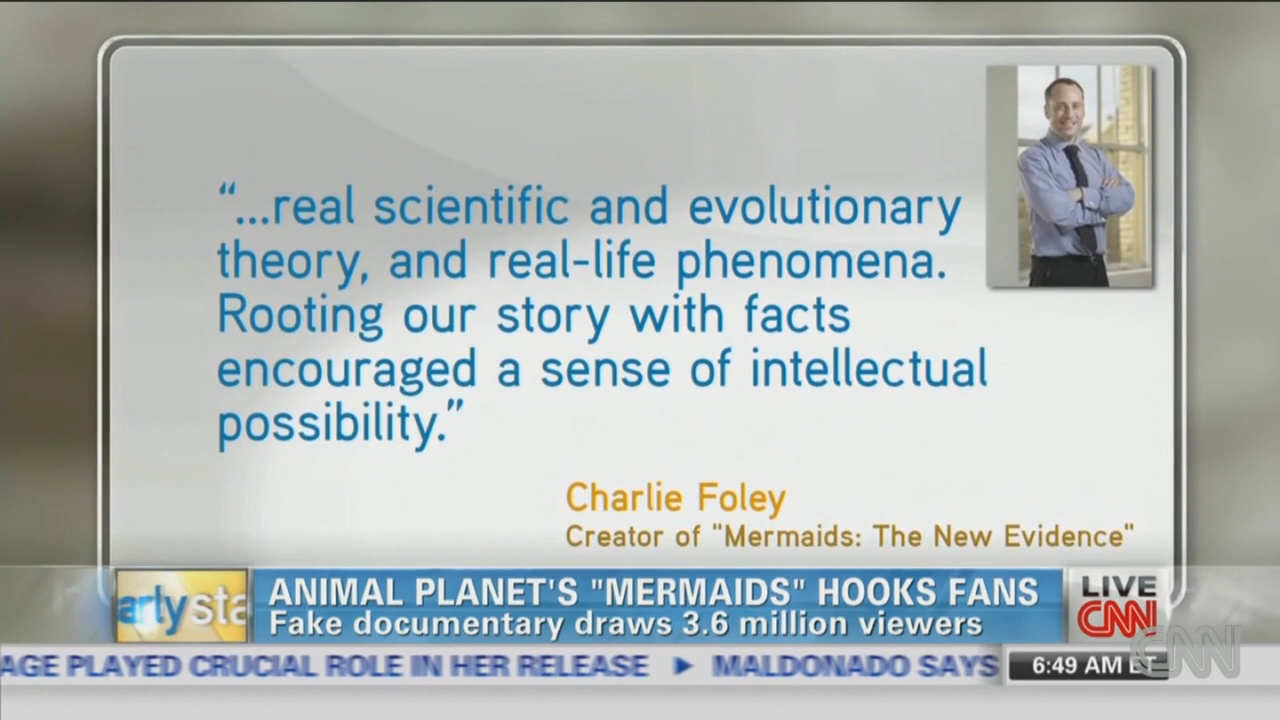 “...real scientific and evolutionary
theory, and real-life phenomena.
Rooting our story with facts
encouraged a sense of intellectual
possibility.”
Charlie Foley
Creator of "Mermaids: The New Evidence"
arly sta
ANIMAL PLANET'S "MERMAIDS" HOOKS FANS
Fake documentary draws 3.6 million viewers
LIVE
CNN
AGE PLAYED CRUCIAL ROLE IN HER RELEASE ► MALDONADO SAYS
6:49 AM ET
CNN